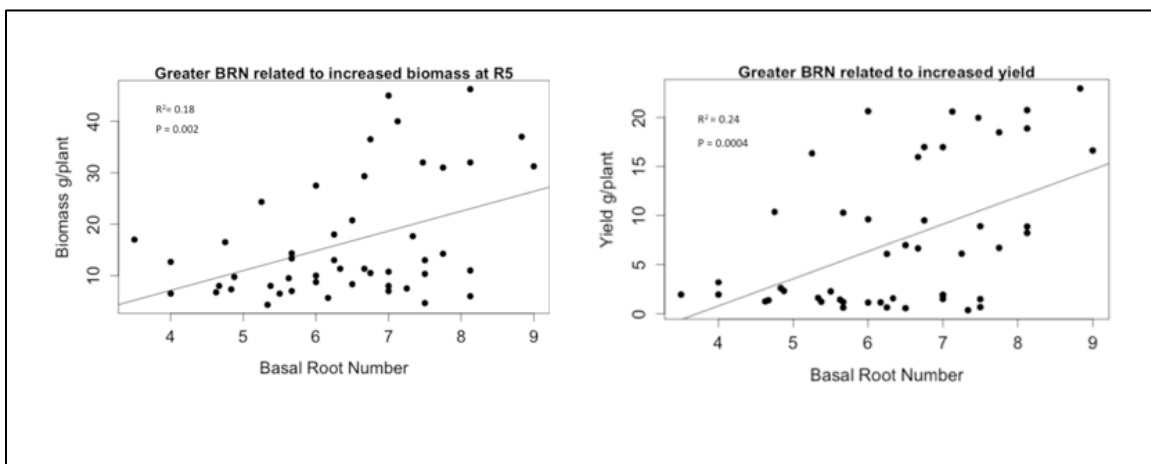 Greater BRN related to increased biomass at R5
R²= 0.18
P = 0.002
Biomass g/plant
40
30
20
10
4 5 6 7 8 9
Basal Root Number
Greater BRN related to increased yield
R² = 0.24
P = 0.0004
Yield g/plant
20
15
10
5
0
4 5 6 7 8 9
Basal Root Number